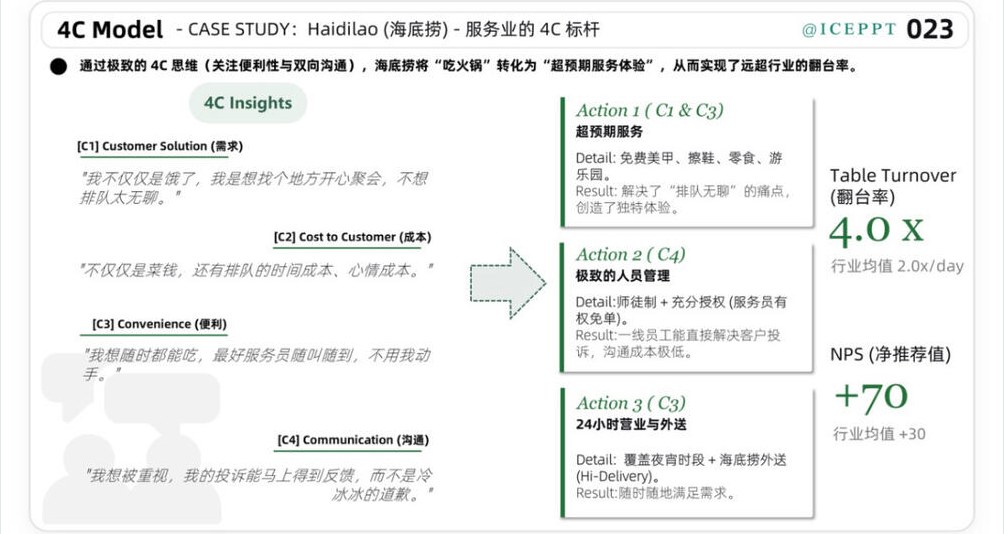 4C Model - CASE STUDY：Haidilao (海底捞) - 服务业的 4C 标杆
@ICEPPT 023
通过极致的 4C 思维（关注便利性与双向沟通），海底捞将“吃火锅”转化为“超预期服务体验”，从而实现了远超行业的翻台率。
4C Insights
[C1] Customer Solution (需求)
"我不仅仅是饿了，我是想找个地方开心聚会，不想
排队太无聊。"
[C2] Cost to Customer (成本)
"不仅仅是菜钱，还有排队的时间成本、心情成本。"
[C3] Convenience (便利)
"我想随时都能吃，最好服务员随叫随到，不用我动
手。"
[C4] Communication (沟通)
"我想被重视，我的投诉能马上得到反馈，而不是冷
冰冰的道歉。"
Action 1 ( C1 & C3)
超预期服务
Detail: 免费美甲、擦鞋、零食、游
乐园。
Result: 解决了“排队无聊”的痛点，
创造了独特体验。
Action 2 ( C4)
极致的人员管理
Detail:师徒制 + 充分授权 (服务员有
权免单)。
Result:一线员工能直接解决客户投
诉，沟通成本极低。
Action 3 ( C3)
24小时营业与外送
Detail: 覆盖夜宵时段 + 海底捞外送
(Hi-Delivery)。
Result:随时随地满足需求。
Table Turnover
(翻台率)
4.0 x
行业均值 2.0x/day
NPS (净推荐值)
+70
行业均值 +30